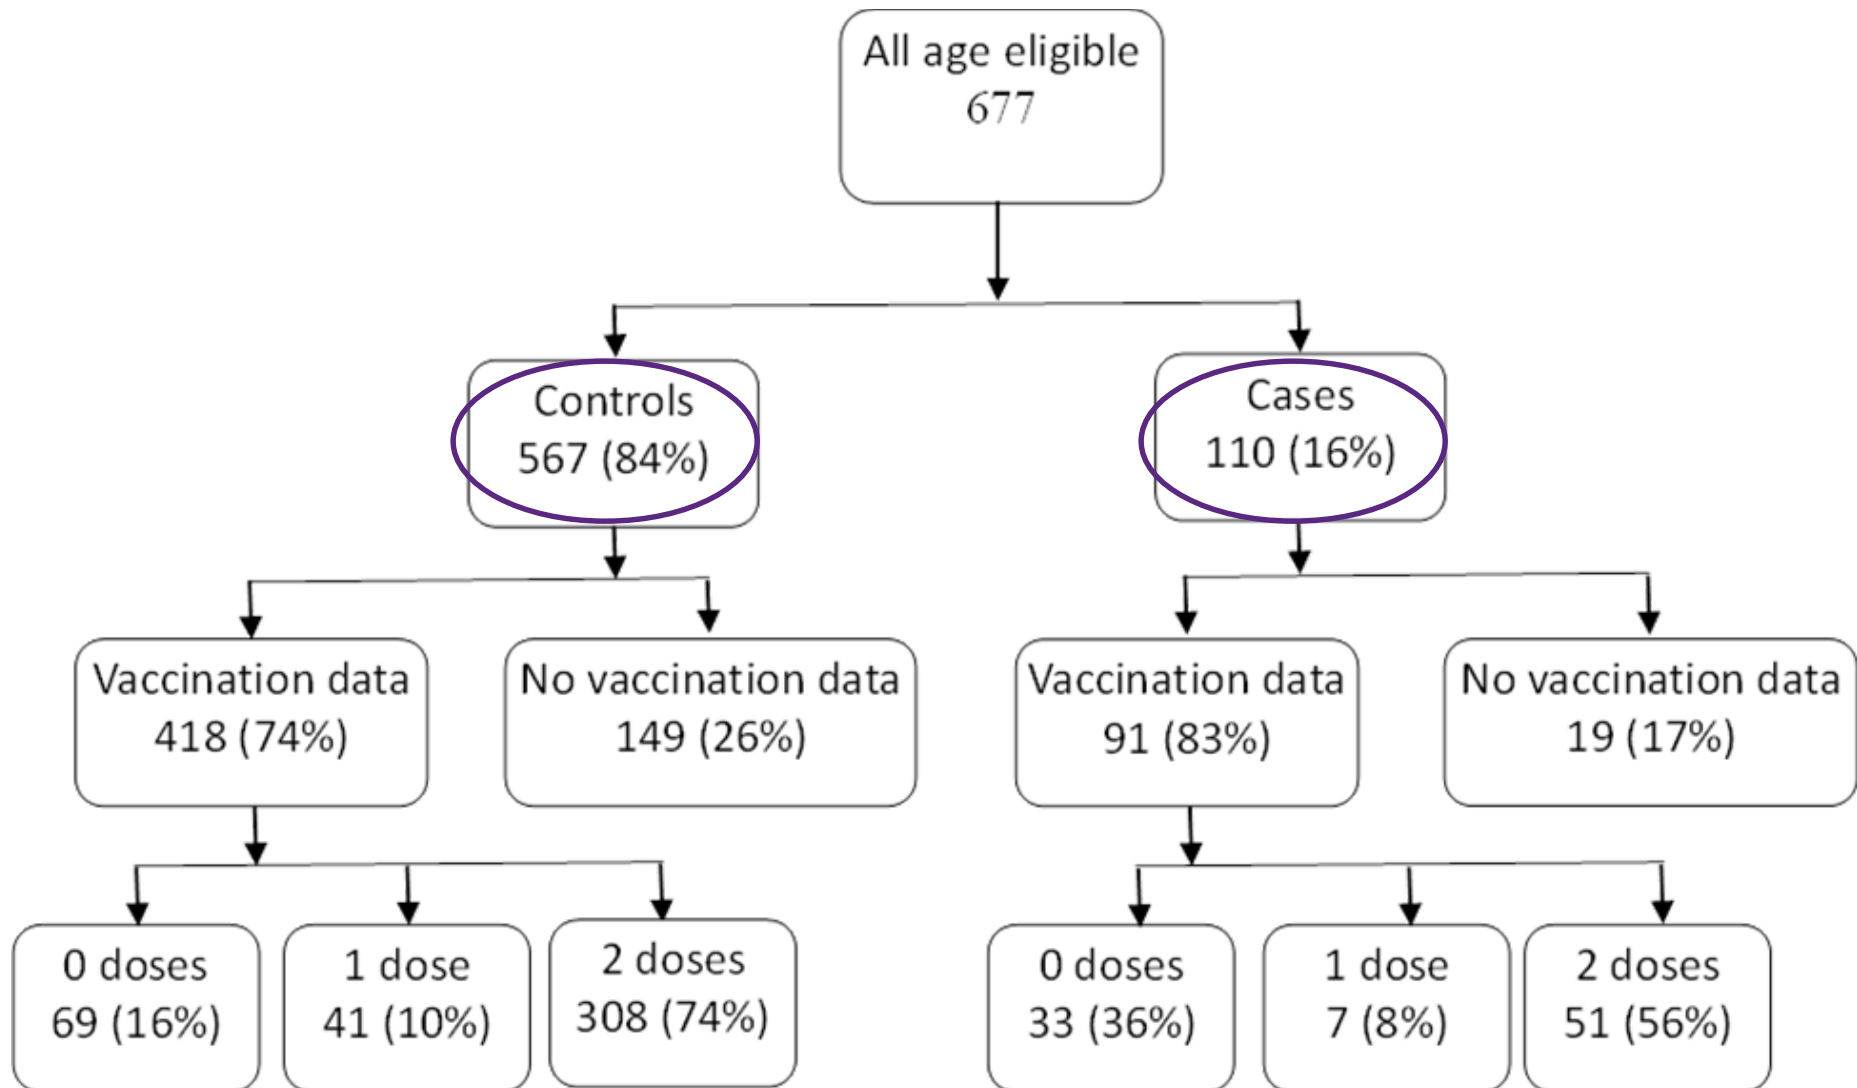 All age eligible
677
Controls
567 (84%)
Cases
110 (16%)
Vaccination data
418 (74%)
No vaccination data
149 (26%)
Vaccination data
91 (83%)
No vaccination data
19 (17%)
0 doses
69 (16%)
1 dose
41 (10%)
2 doses
308 (74%)
0 doses
33 (36%)
1 dose
7 (8%)
2 doses
51 (56%)